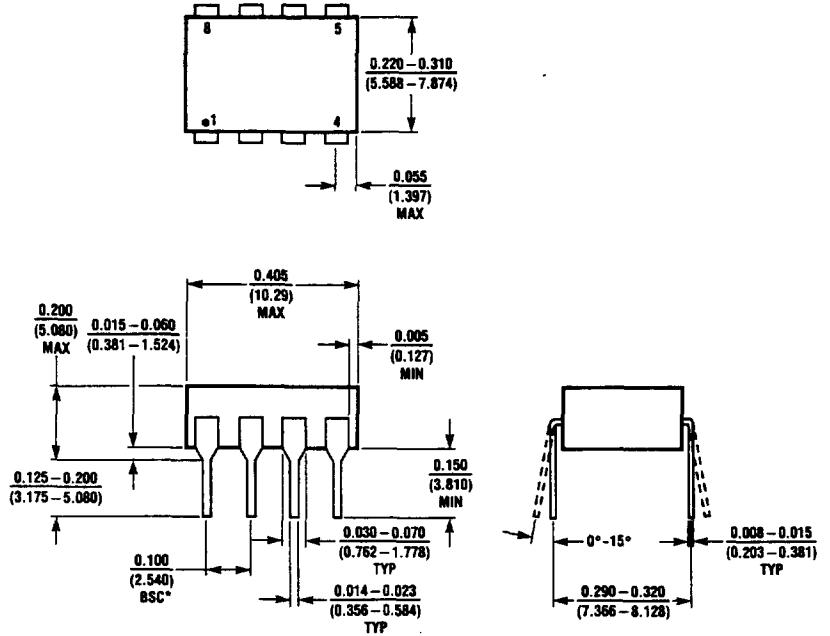 8
5
0.220 – 0.310
(5.588 – 7.874)
1
4
0.055
(1.397)
MAX
0.405
(10.29)
MAX
0.200
(5.080)
MAX
0.015 – 0.060
(0.381 – 1.524)
0.005
(0.127)
MIN
0.125 – 0.200
(3.175 – 5.080)
0.150
(3.810)
MIN
0.030 – 0.070
(0.762 – 1.778)
TYP
0.100
(2.540)
BSC*
0.014 – 0.023
(0.356 – 0.584)
TYP
0°-15°
0.008 – 0.015
(0.203 – 0.381)
TYP
0.290 – 0.320
(7.366 – 8.128)